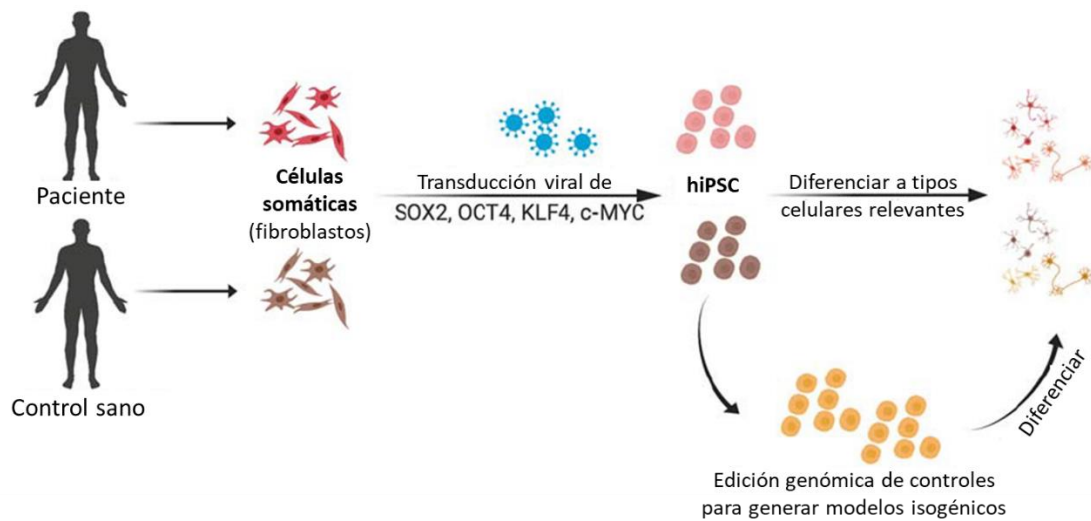 Paciente
Control sano
Células
somáticas
(fibroblastos)
Transducción viral de
SOX2, OCT4, KLF4, c-MYC
hiPSC
Diferenciar a tipos
celulares relevantes
Diferenciar
Edición genómica de controles
para generar modelos isogénicos